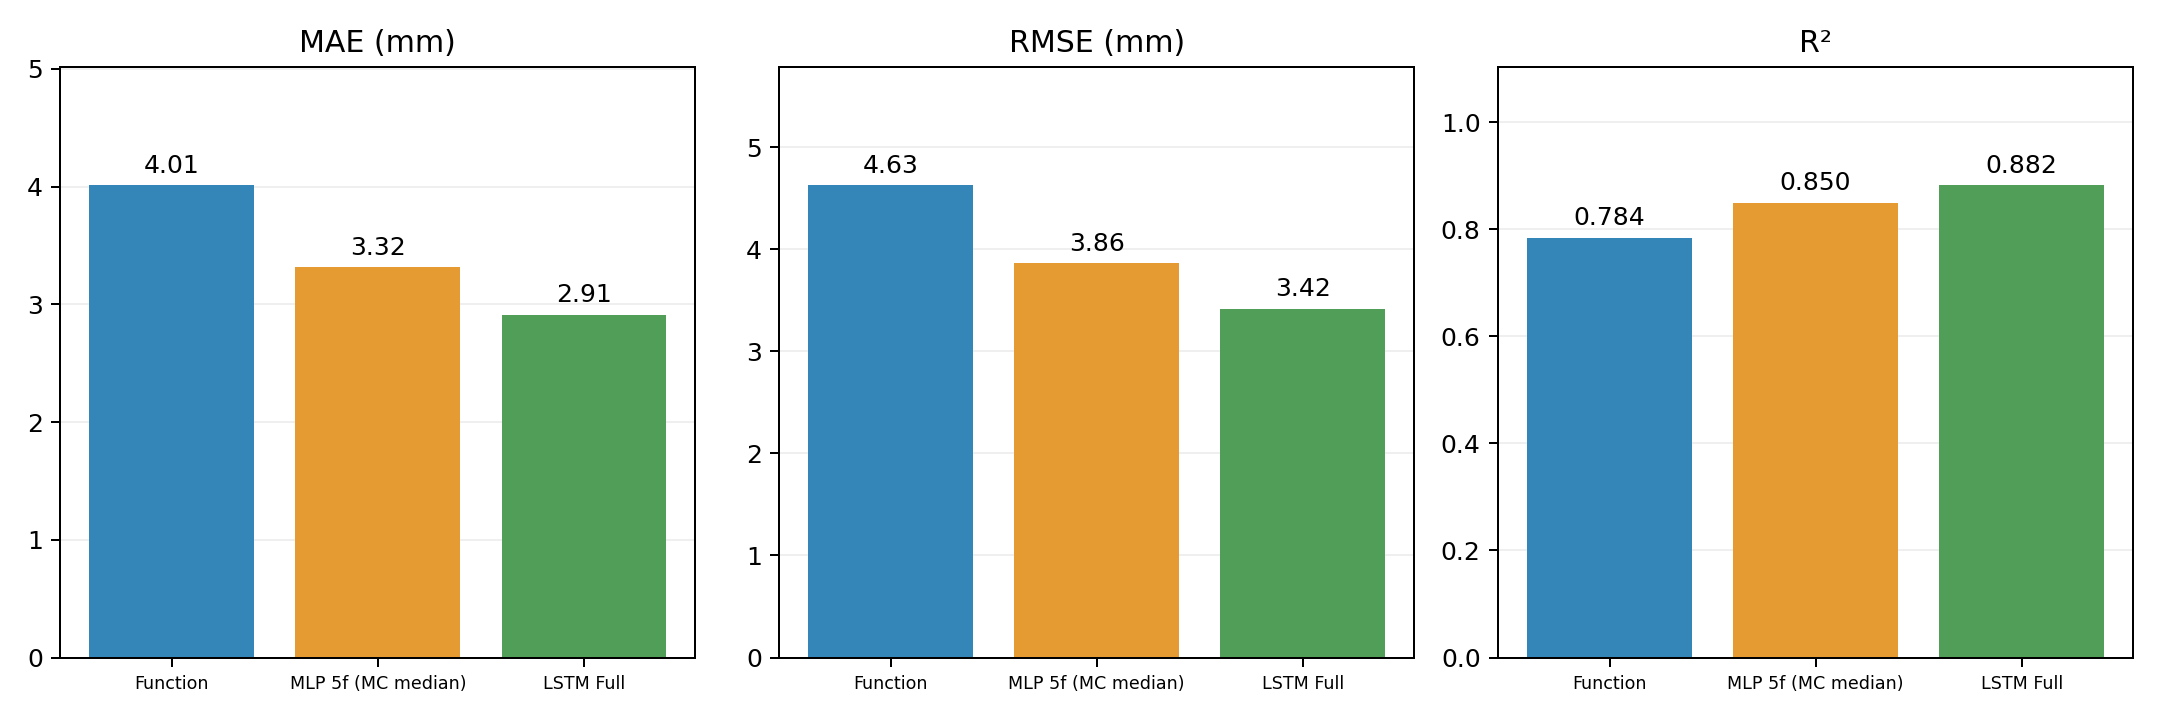 MAE (mm)
5
4
3
2
1
0
4.01
3.32
2.91
Function
MLP 5f (MC median)
LSTM Full
RMSE (mm)
5
4
3
2
1
0
4.63
3.86
3.42
Function
MLP 5f (MC median)
LSTM Full
R²
1.0
0.8
0.6
0.4
0.2
0.0
0.784
0.850
0.882
Function
MLP 5f (MC median)
LSTM Full